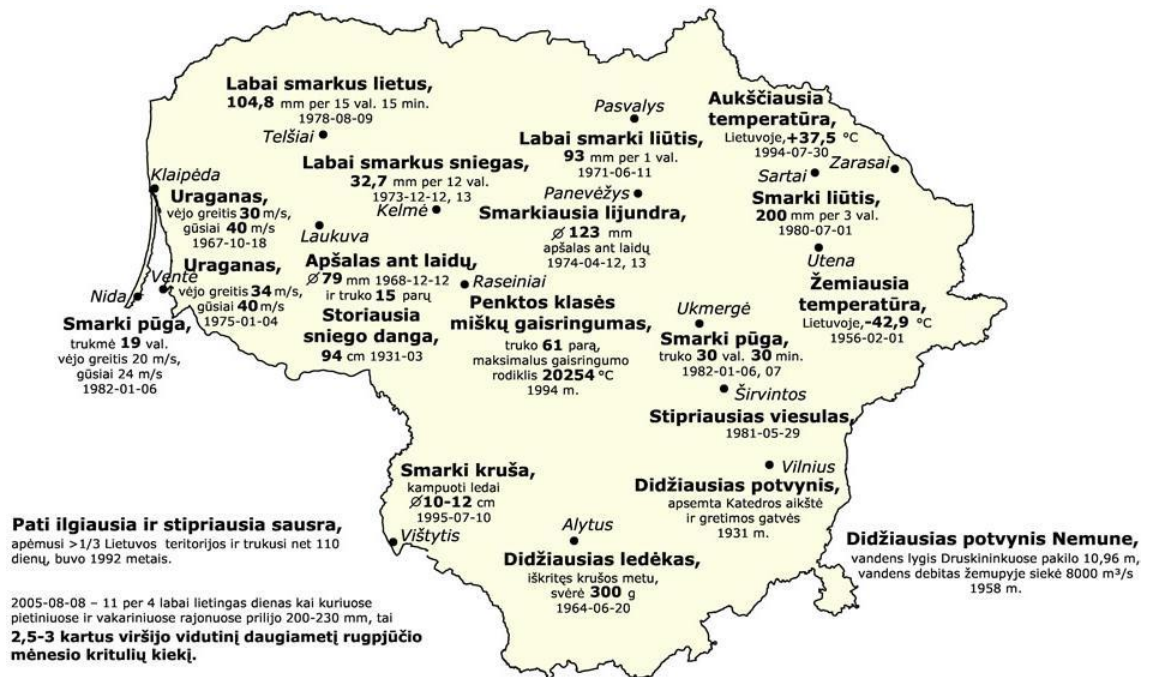 Labai smarkus lietus,
104,8 mm per 15 val. 15 min.
1978-08-09
Telšiai
Pasvalys
Labai smarki liūtis,
93 mm per 1 val.
1971-06-11
Aukščiausia
temperatūra,
Lietuvoje,+37,5 °C
1994-07-30
Zarasai
Sartai
Klaipėda
Uraganas,
vėjo greitis 30 m/s,
gūsiai 40 m/s
1967-10-18
Labai smarkus sniegas,
32,7 mm per 12 val.
1973-12-12, 13
Kelmė
Panevėžys
Smarkiausia lijundra,
⌀ 123 mm
apšalas ant laidų
1974-04-12, 13
Smarki liūtis,
200 mm per 3 val.
1980-07-01
Utena
Laukuva
Apšalas ant laidų,
⌀79 mm 1968-12-12
ir truko 15 parų
Storiausia
sniego danga,
94 cm 1931-03
Ventė
Uraganas,
vėjo greitis 34 m/s,
gūsiai 40 m/s
1975-01-04
Nida
Smarki pūga,
trukmė 19 val.
vėjo greitis 20 m/s,
gūsiai 24 m/s
1982-01-06
Raseiniai
Penktos klasės
miškų gaisringumas,
truko 61 parą,
maksimalus gaisringumo
rodiklis 20254 °C
1994 m.
Ukmergė
Smarki pūga,
truko 30 val. 30 min.
1982-01-06, 07
Žemiausia
temperatūra,
Lietuvoje,-42,9 °C
1956-02-01
Širvintos
Stipriausias viesulas,
1981-05-29
Vilnius
Didžiausias potvynis,
apsemta Katedros aikštė
ir gretimos gatvės
1931 m.
Smarki kruša,
kampuoti ledai
⌀10-12 cm
1995-07-10
Vištytis
Alytus
Didžiausias ledėkas,
iškritęs krušos metu,
svėrė 300 g
1964-06-20
Pati ilgiausia ir stipriausia sausra,
apėmusi >1/3 Lietuvos teritorijos ir trukusi net 110
dienų, buvo 1992 metais.
2005-08-08 – 11 per 4 labai lietingas dienas kai kuriuose
pietiniuose ir vakariniuose rajonuose prilijo 200-230 mm, tai
2,5-3 kartus viršijo vidutinį daugiametį rugpjūčio
mėnesio kritulių kiekį.
Didžiausias potvynis Nemune,
vandens lygis Druskininkuose pakilo 10,96 m,
vandens debitas žemupyje siekė 8000 m³/s
1958 m.